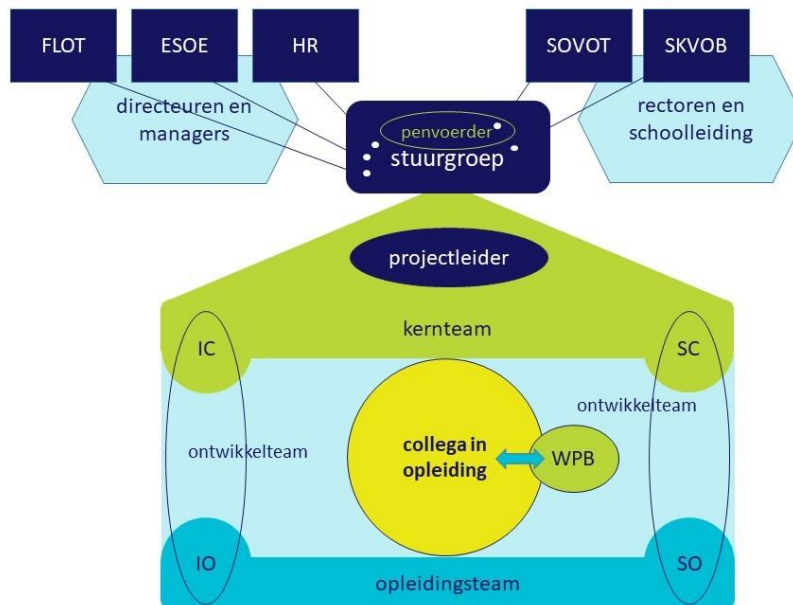 FLOT
ESOE
HR
SOVOT
SKVOB
directeuren en
managers
penvoerder
stuurgroep
rectoren en
schoolleiding
projectleider
kernteam
IC
SC
ontwikkelteam
ontwikkelteam
collega in
opleiding
WPB
IO
SO
opleidingsteam